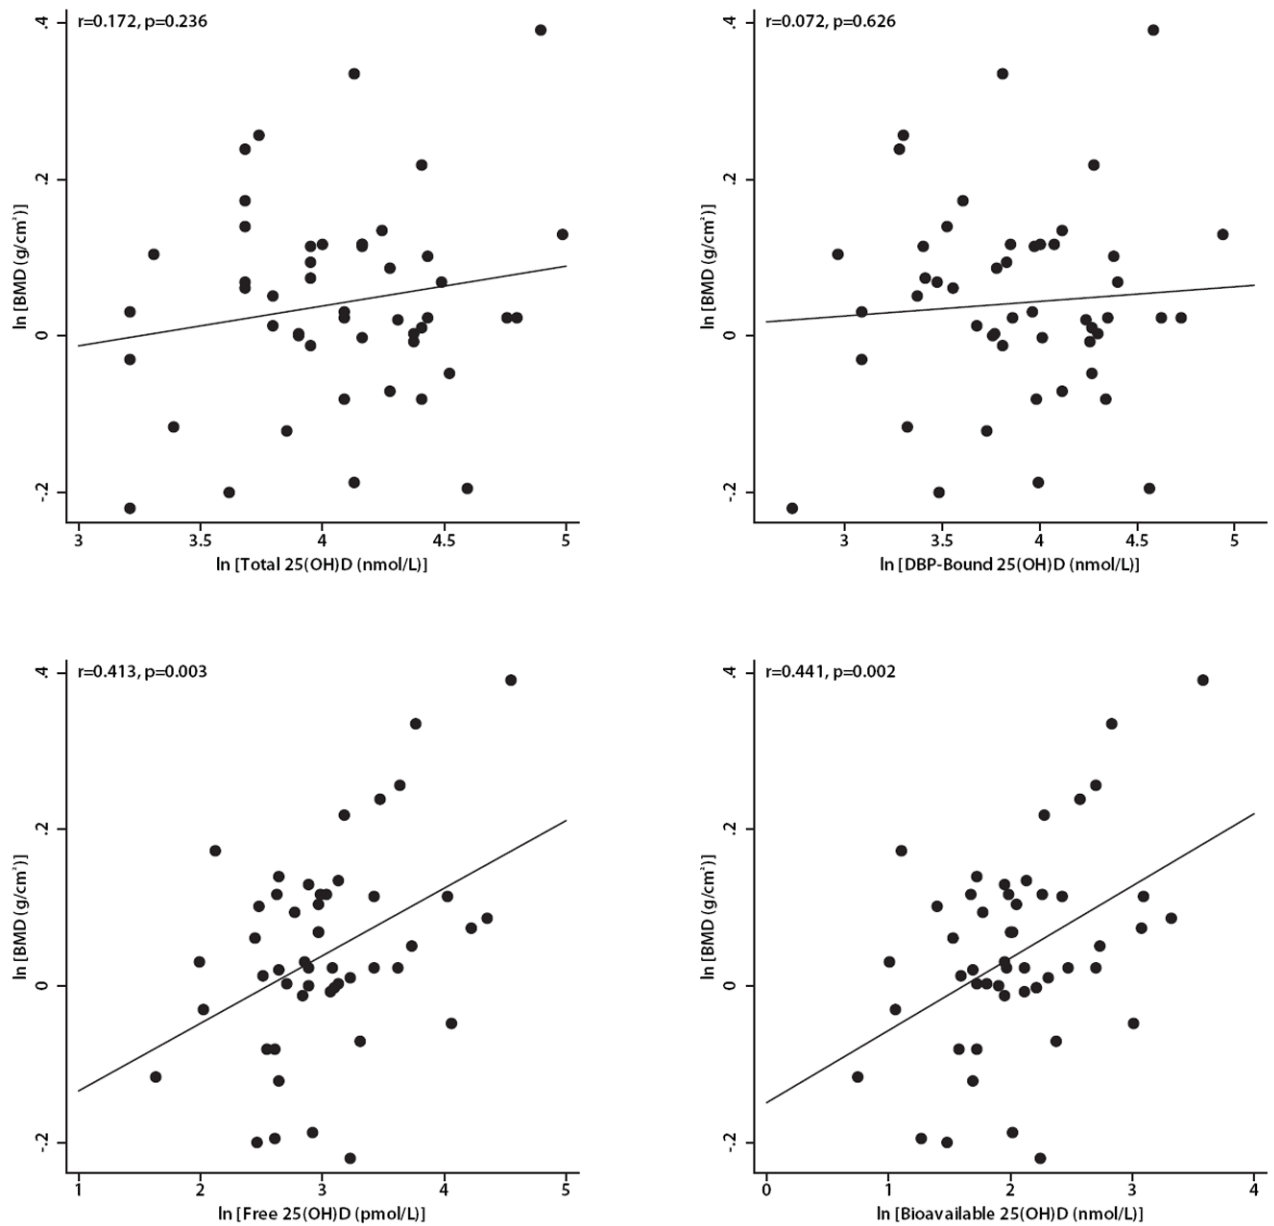 r=0.172, p=0.236
.4
.2
0
-.2
ln [BMD (g/cm²)]
3 3.5 4 4.5 5
ln [Total 25(OH)D (nmol/L)]
r=0.072, p=0.626
.4
.2
0
-.2
ln [BMD (g/cm²)]
3 3.5 4 4.5 5
ln [DBP-Bound 25(OH)D (nmol/L)]
r=0.413, p=0.003
.4
.2
0
-.2
ln [BMD (g/cm²)]
1 2 3 4 5
ln [Free 25(OH)D (pmol/L)]
r=0.441, p=0.002
.4
.2
0
-.2
ln [BMD (g/cm²)]
0 1 2 3 4
ln [Bioavailable 25(OH)D (nmol/L)]